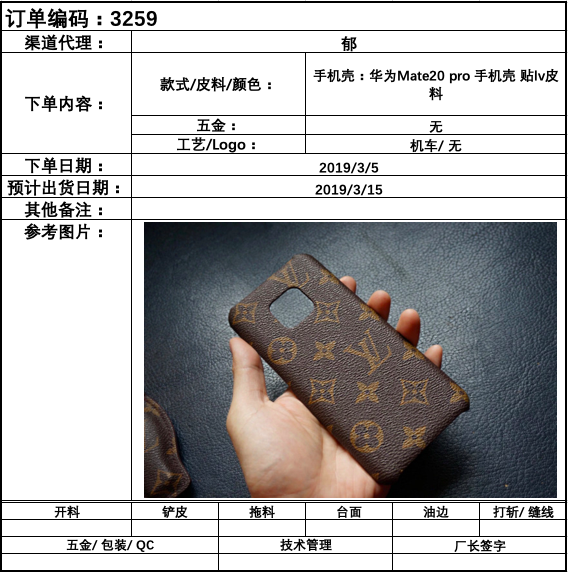 订单编码：3259
渠道代理： 郁
下单内容： 款式/皮料/颜色： 手机壳：华为Mate20 pro 手机壳 贴lv皮
料
五金： 无
工艺/Logo： 机车/ 无
下单日期： 2019/3/5
预计出货日期： 2019/3/15
其他备注：
参考图片：
LV
LV
开料 铲皮 拖料 台面 油边 打斩/ 缝线
五金/ 包装/ QC 技术管理 厂长签字